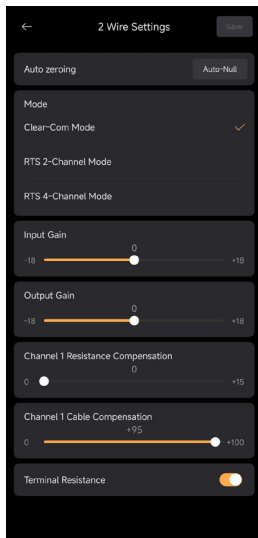 2 Wire Settings
Save
Auto zeroing
Auto-Null
Mode
Clear-Com Mode
RTS 2-Channel Mode
RTS 4-Channel Mode
Input Gain
0
-18
+18
Output Gain
0
-18
+18
Channel 1 Resistance Compensation
0
0
+15
Channel 1 Cable Compensation
+95
0
+100
Terminal Resistance